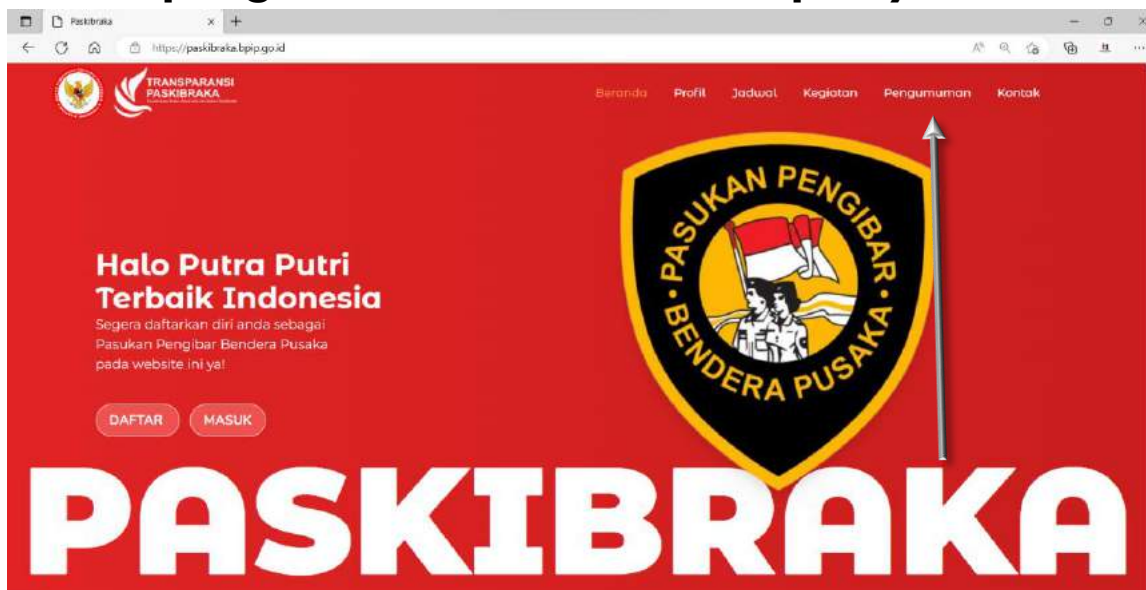 Paskibraka
https://paskibraka.bpip.go.id
TRANSPARANSI
PASKIBRAKA
Beranda Profil Jadwal Kegiatan Pengumuman Kontak
PASUKAN PENGIBAR
BENDERA PUSAKA
Halo Putra Putri
Terbaik Indonesia
Segera daftarkan diri anda sebagai
Pasukan Pengibar Bendera Pusaka
pada website ini ya!
DAFTAR MASUK
PASKIBRAKA